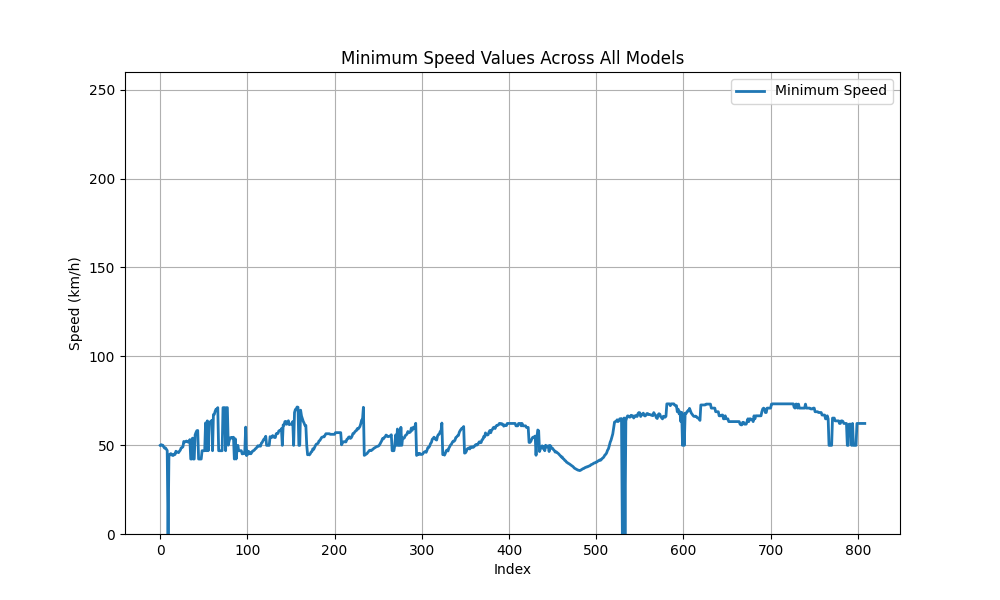 Minimum Speed Values Across All Models
Minimum Speed
250
200
150
100
50
0
Speed (km/h)
0 100 200 300 400 500 600 700 800
Index